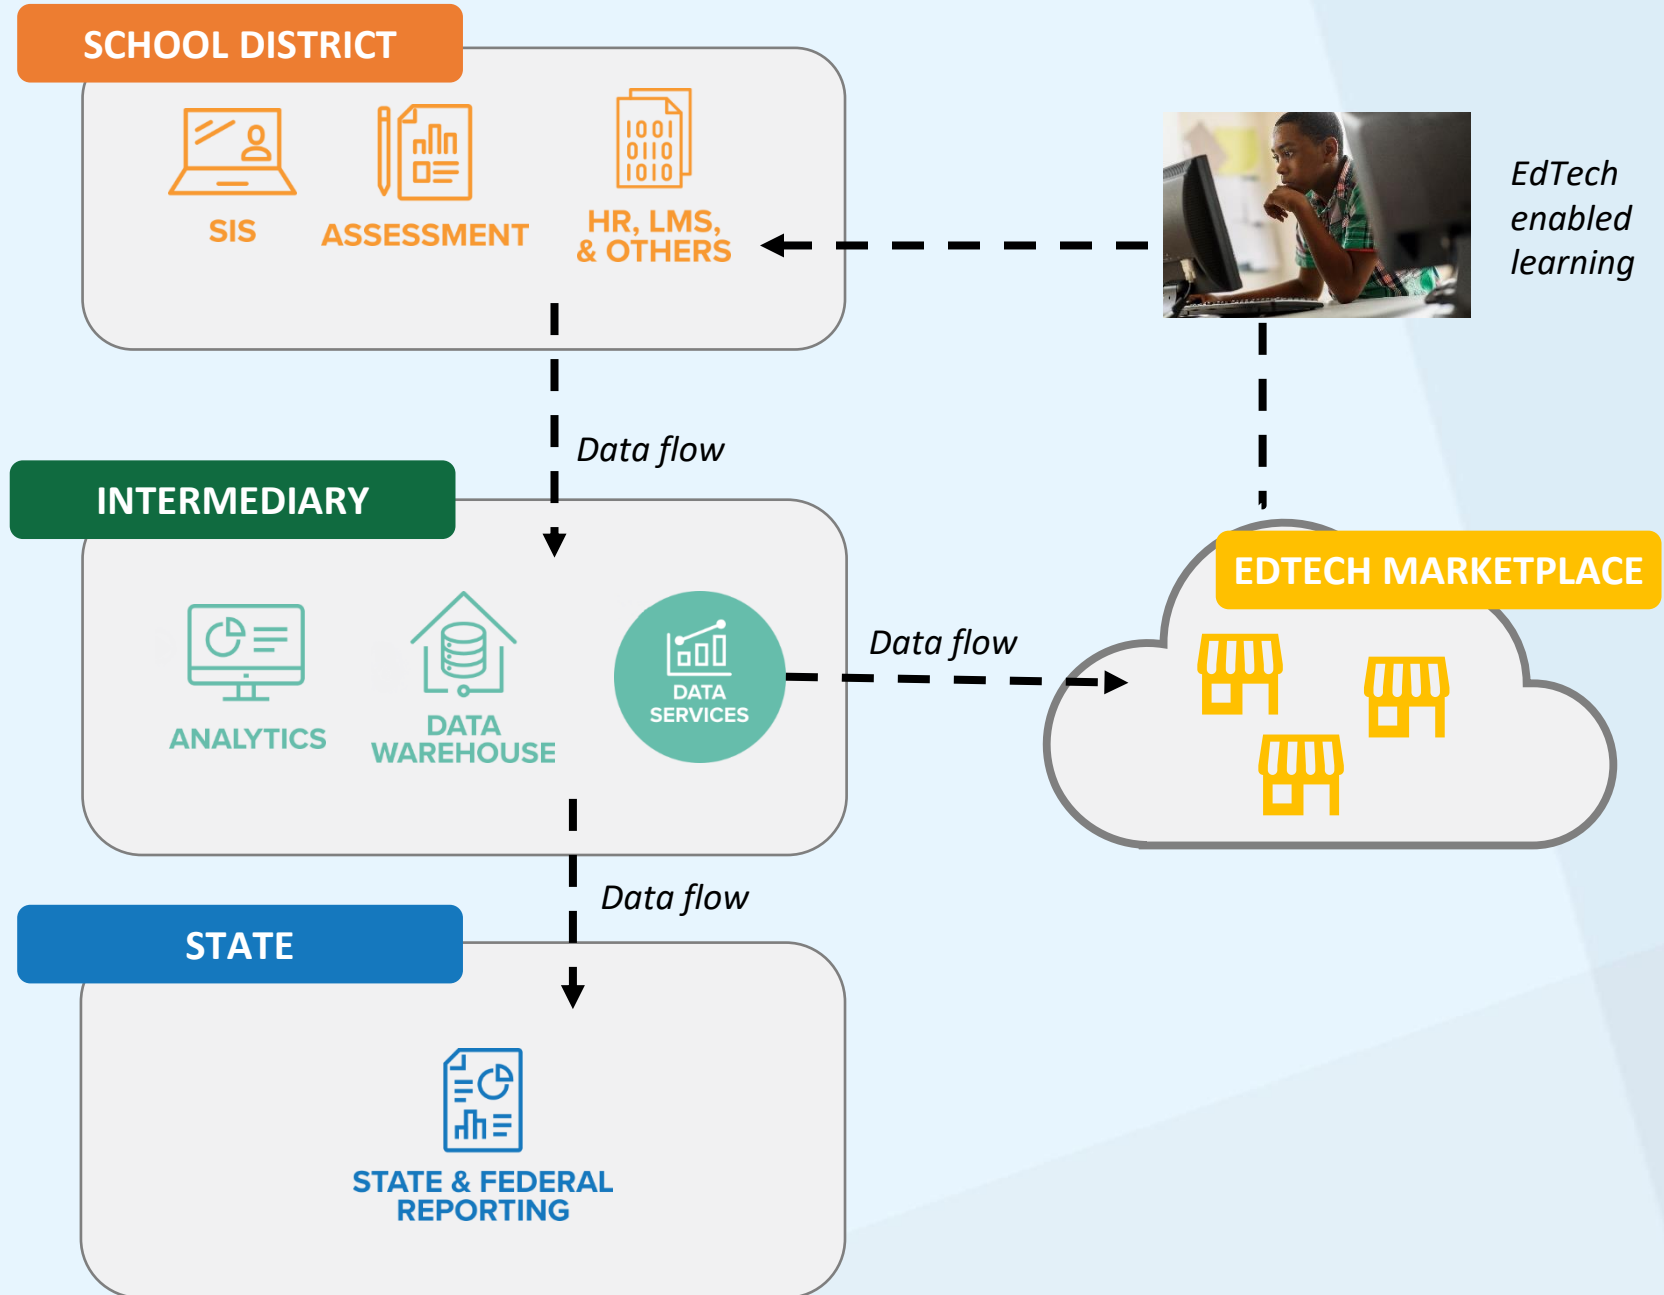 SCHOOL DISTRICT
SIS
ASSESSMENT
1001
0110
1010
HR, LMS,
& OTHERS
EdTech
enabled
learning
Data flow
INTERMEDIARY
ANALYTICS
DATA
WAREHOUSE
DATA
SERVICES
Data flow
EDTECH MARKETPLACE
Data flow
STATE
STATE & FEDERAL
REPORTING